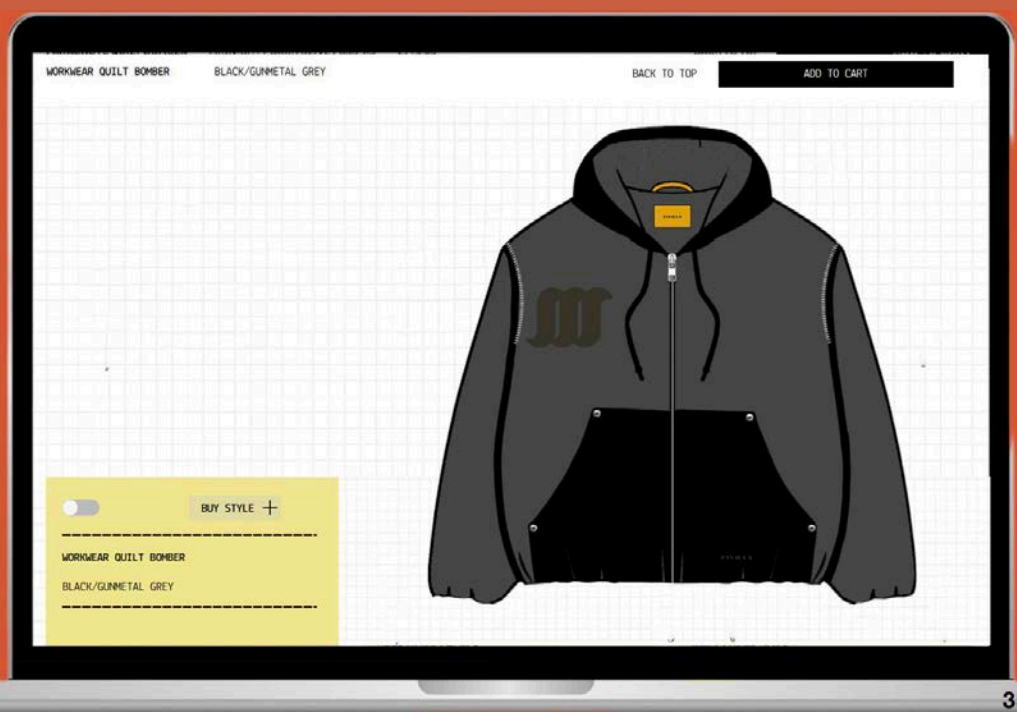 WORKWEAR QUILT BOMBER BLACK/GUNMETAL GREY BACK TO TOP ADD TO CART
BUY STYLE +
WORKWEAR QUILT BOMBER
BLACK/GUNMETAL GREY
3